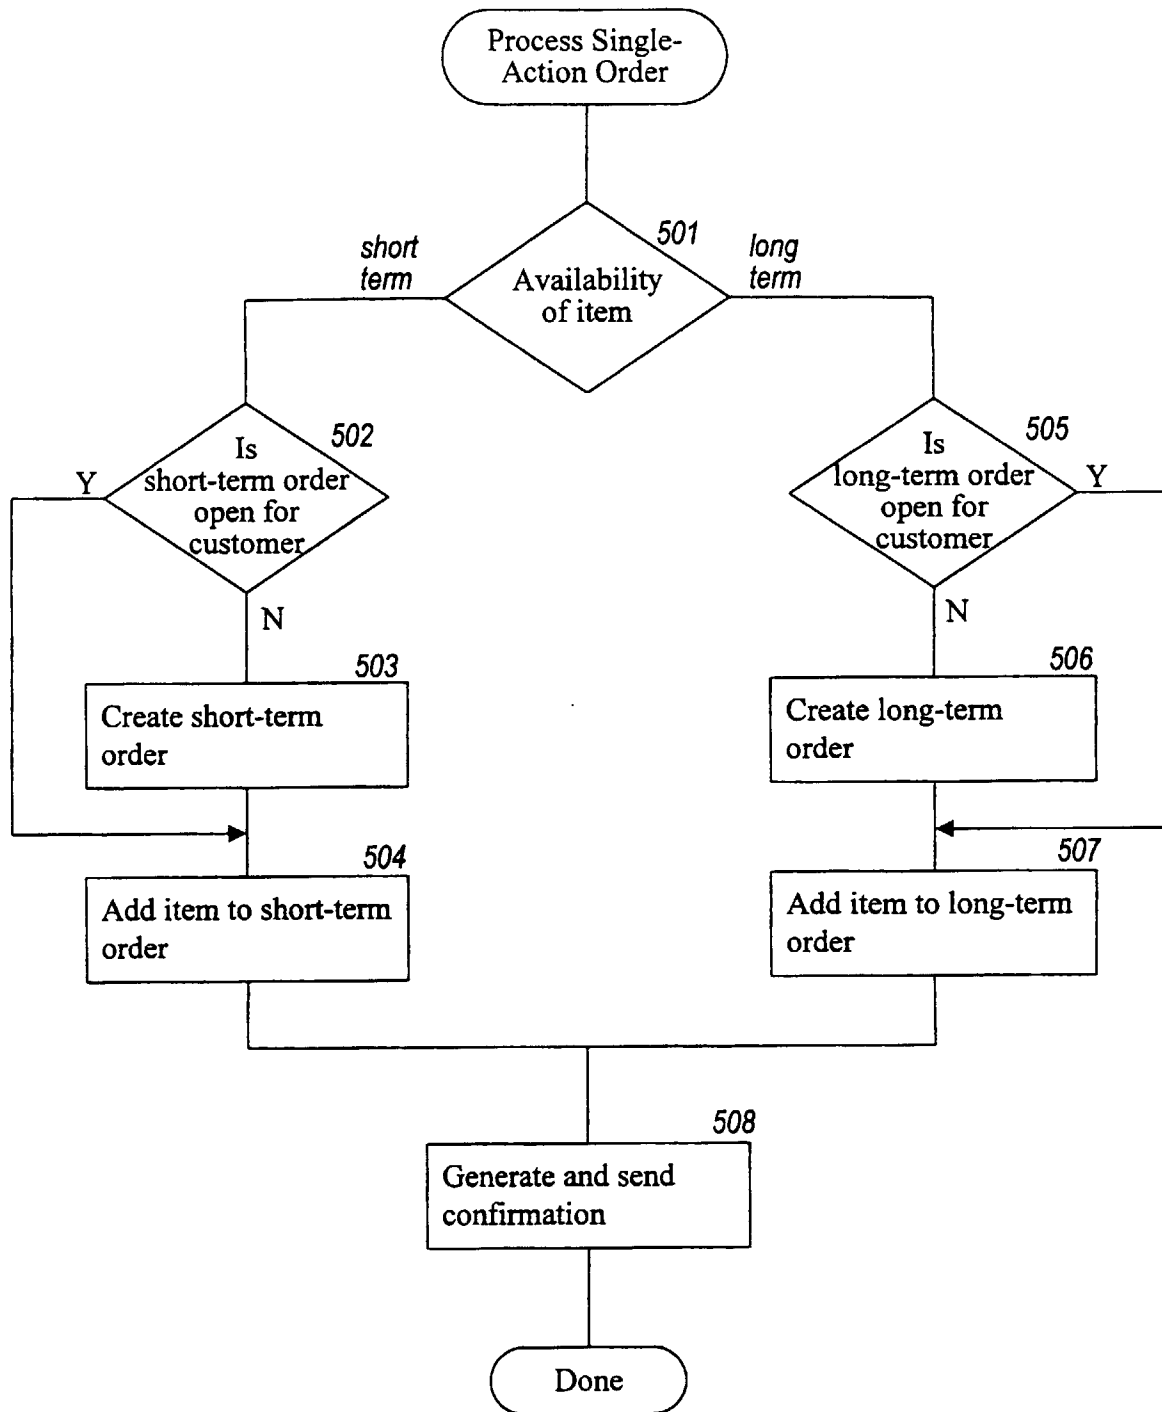 Process Single-
Action Order
501
short
term
long
term
Availability
of item
502
Is
short-term order
open for
customer
Y
N
505
Is
long-term order
open for
customer
Y
N
503
Create short-term
order
506
Create long-term
order
504
Add item to short-term
order
507
Add item to long-term
order
508
Generate and send
confirmation
Done